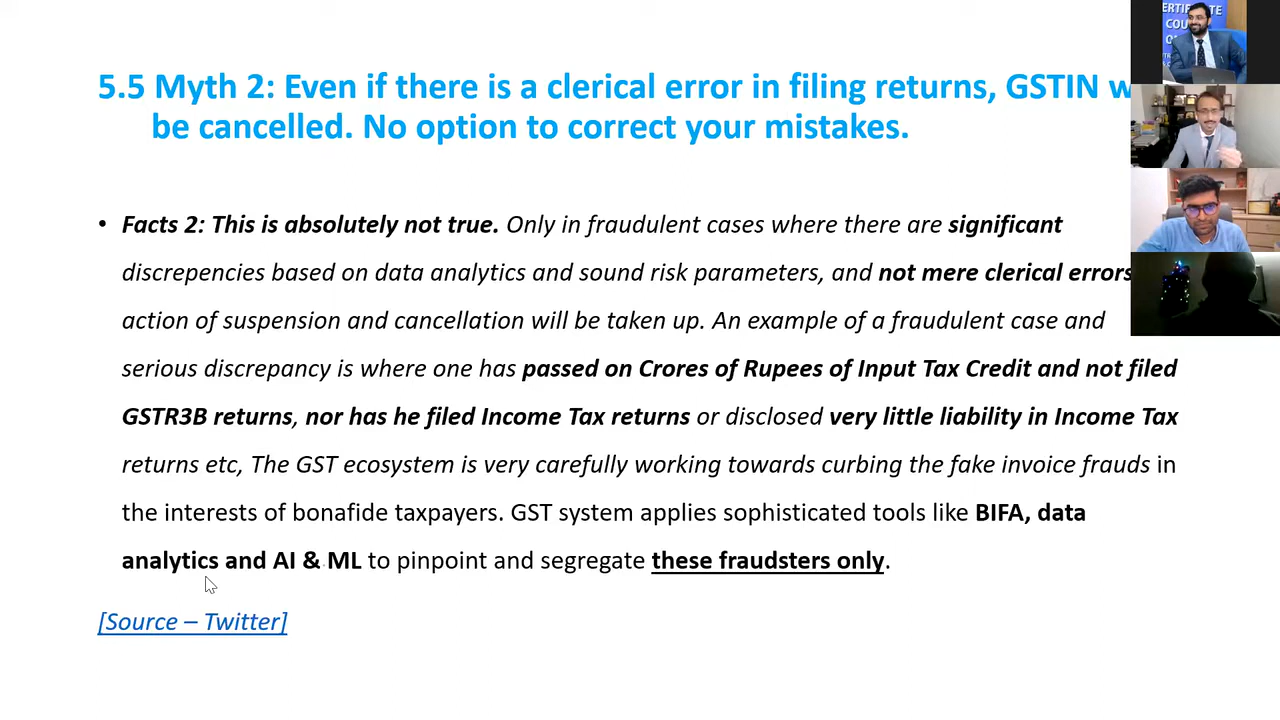 5.5 Myth 2: Even if there is a clerical error in filing returns, GSTIN w
be cancelled. No option to correct your mistakes.
• Facts 2: This is absolutely not true. Only in fraudulent cases where there are significant
discrepencies based on data analytics and sound risk parameters, and not mere clerical errors
action of suspension and cancellation will be taken up. An example of a fraudulent case and
serious discrepancy is where one has passed on Crores of Rupees of Input Tax Credit and not filed
GSTR3B returns, nor has he filed Income Tax returns or disclosed very little liability in Income Tax
returns etc, The GST ecosystem is very carefully working towards curbing the fake invoice frauds in
the interests of bonafide taxpayers. GST system applies sophisticated tools like BIFA, data
analytics and AI & ML to pinpoint and segregate these fraudsters only.
[Source – Twitter]
ERTIFICATE
COU